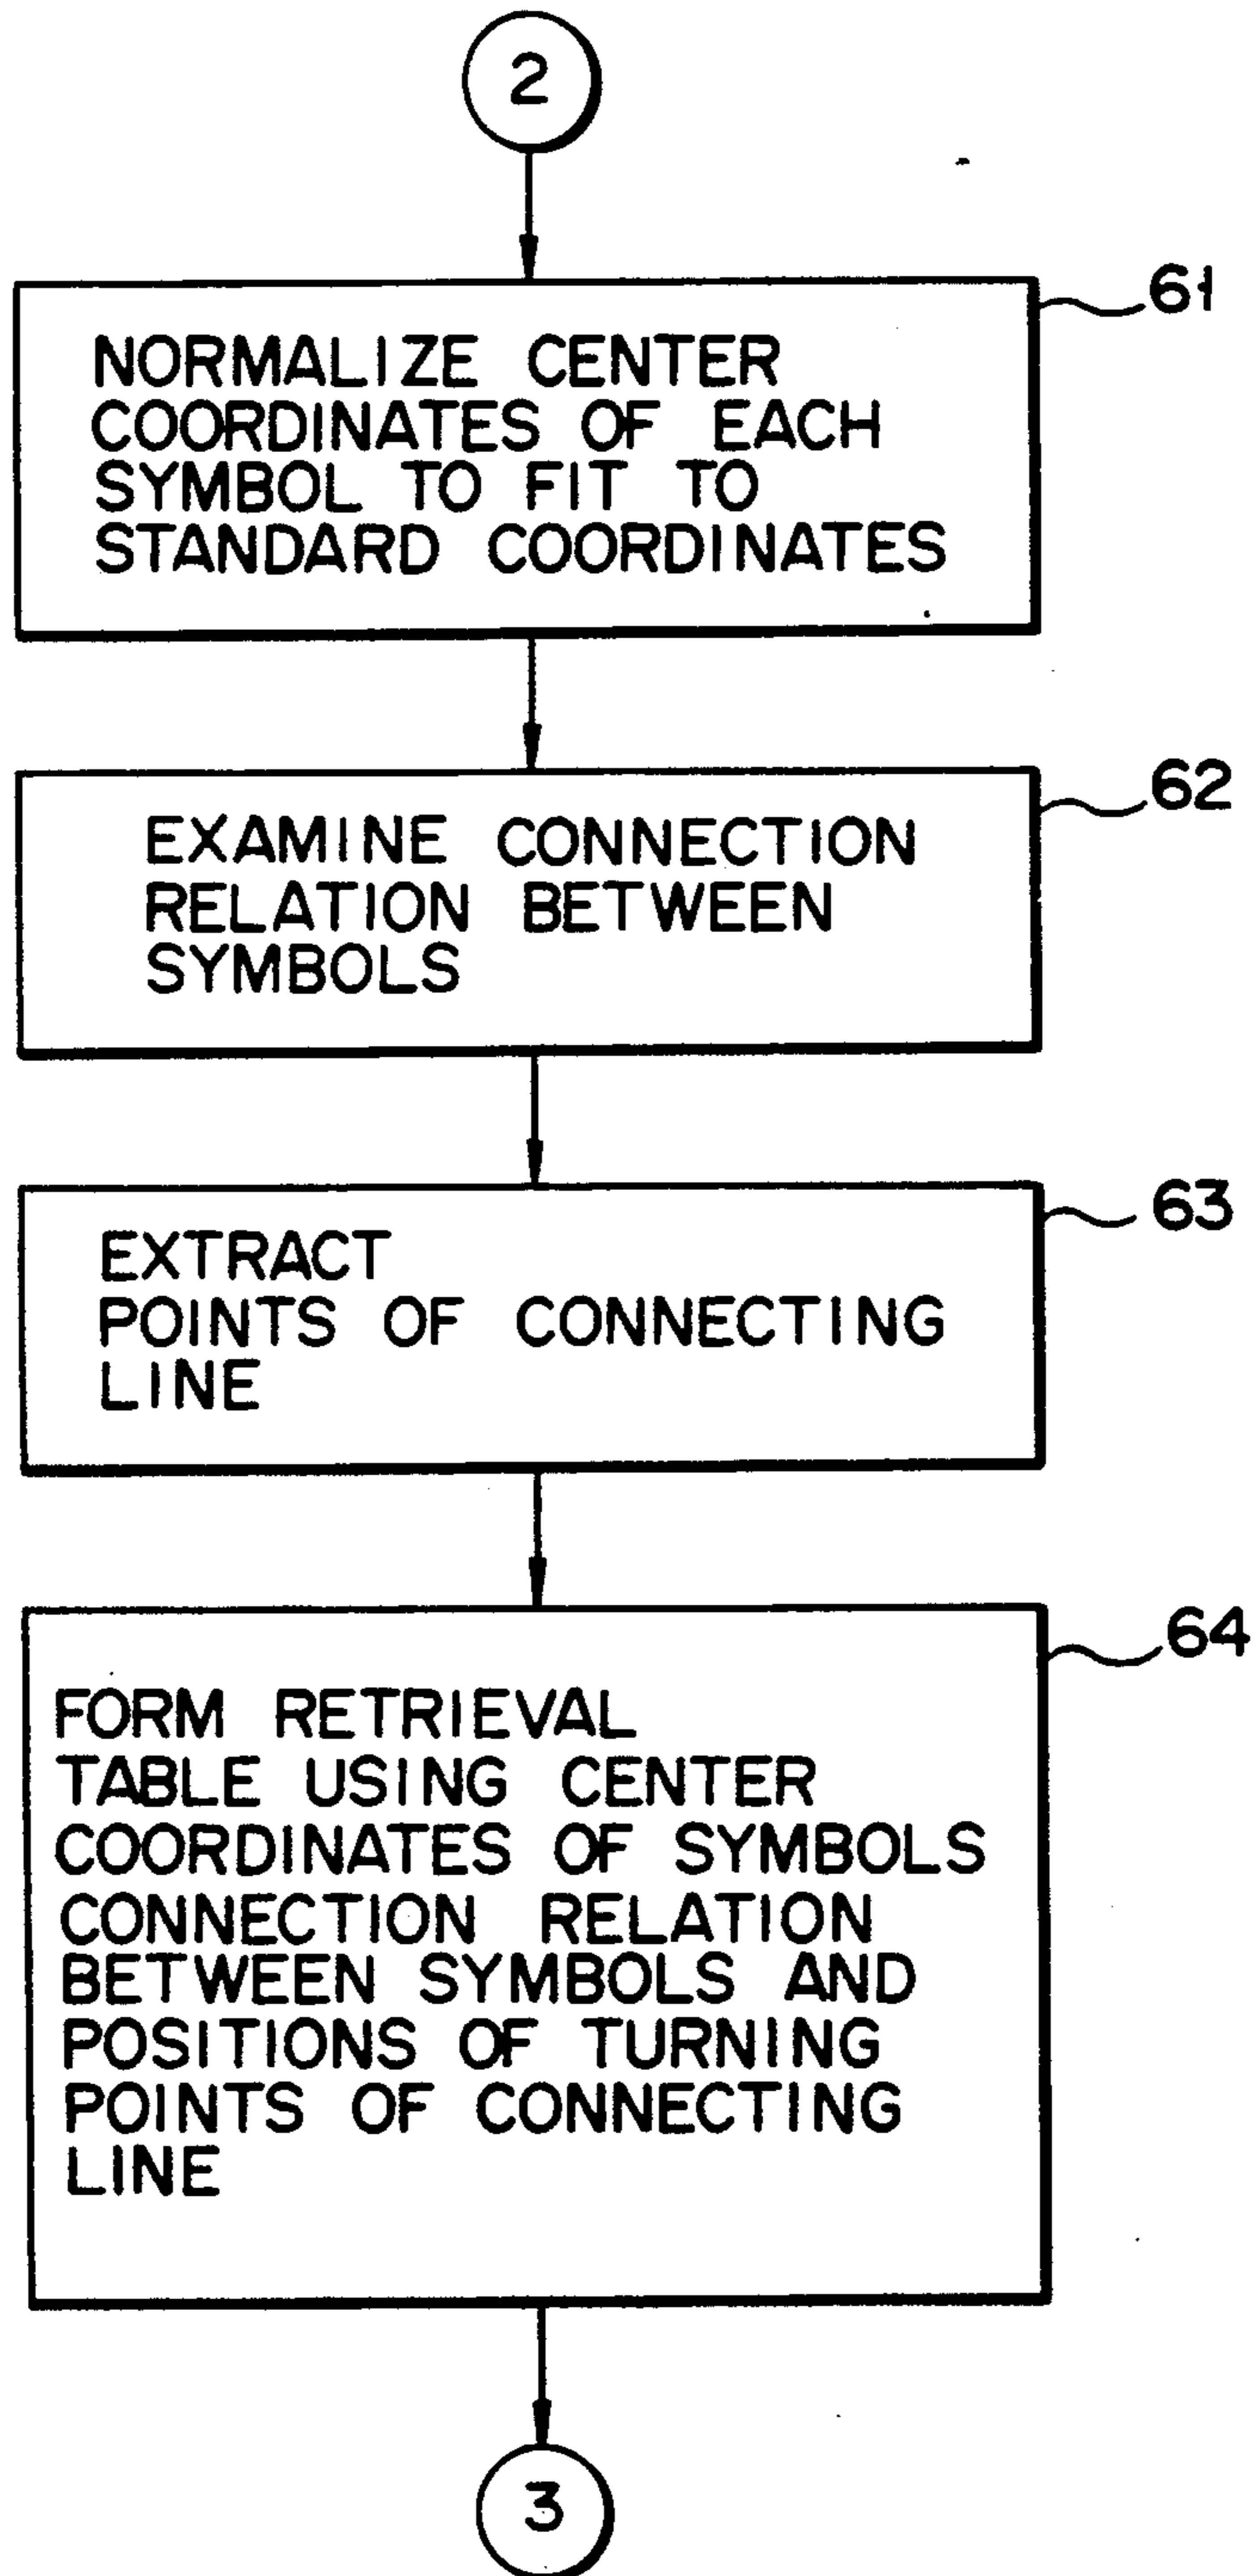 2
61
NORMALIZE CENTER
COORDINATES OF EACH
SYMBOL TO FIT TO
STANDARD COORDINATES
62
EXAMINE CONNECTION
RELATION BETWEEN
SYMBOLS
63
EXTRACT
POINTS OF CONNECTING
LINE
64
FORM RETRIEVAL
TABLE USING CENTER
COORDINATES OF SYMBOLS
CONNECTION RELATION
BETWEEN SYMBOLS AND
POSITIONS OF TURNING
POINTS OF CONNECTING
LINE
3